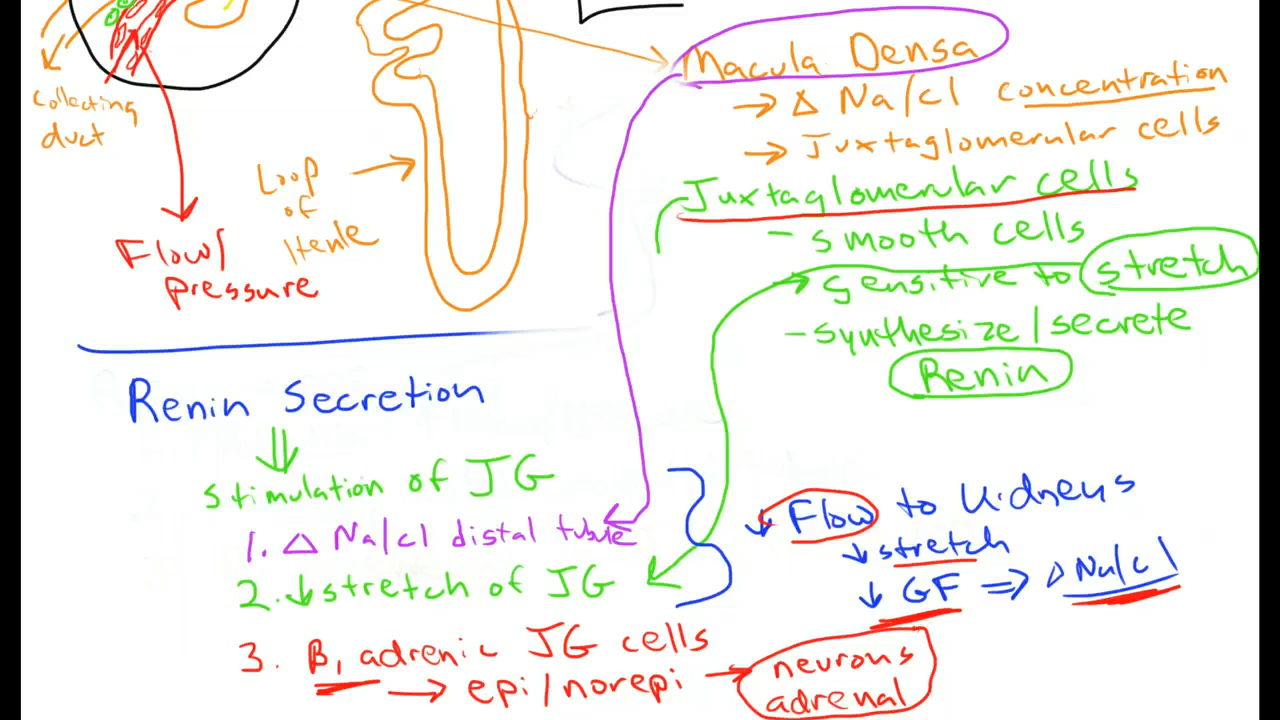 Collecting
duct
Flow/
pressure
Loop
of
Henle
Macula Densa
→ Δ Na/cl concentration
→ Juxtaglomerular cells
Juxtaglomerular cells
- smooth cells
sensitive to stretch
- synthesize/secrete
Renin
Renin Secretion
⇓
stimulation of JG
1. Δ Na/cl distal tubule
2. ↓ stretch of JG
3. B1 adrenic JG cells
→ epi/norepi →
neurons
adrenal
↓ Flow to kidneys
↓ stretch
↓ GF ⇒ Δ Na/cl